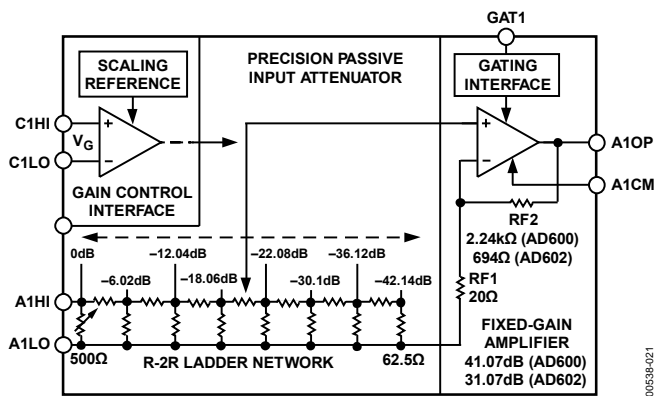 GAT1
SCALING
REFERENCE
PRECISION PASSIVE
INPUT ATTENUATOR
GATING
INTERFACE
C1HI
+
VG
–
C1LO
GAIN CONTROL
INTERFACE
+
–
A1OP
A1CM
RF2
2.24kΩ (AD600)
694Ω (AD602)
0dB
–6.02dB
–12.04dB
–18.06dB
–22.08dB
–30.1dB
–36.12dB
–42.14dB
RF1
20Ω
A1HI
A1LO
500Ω
R-2R LADDER NETWORK
62.5Ω
FIXED-GAIN
AMPLIFIER
41.07dB (AD600)
31.07dB (AD602)
00538-021